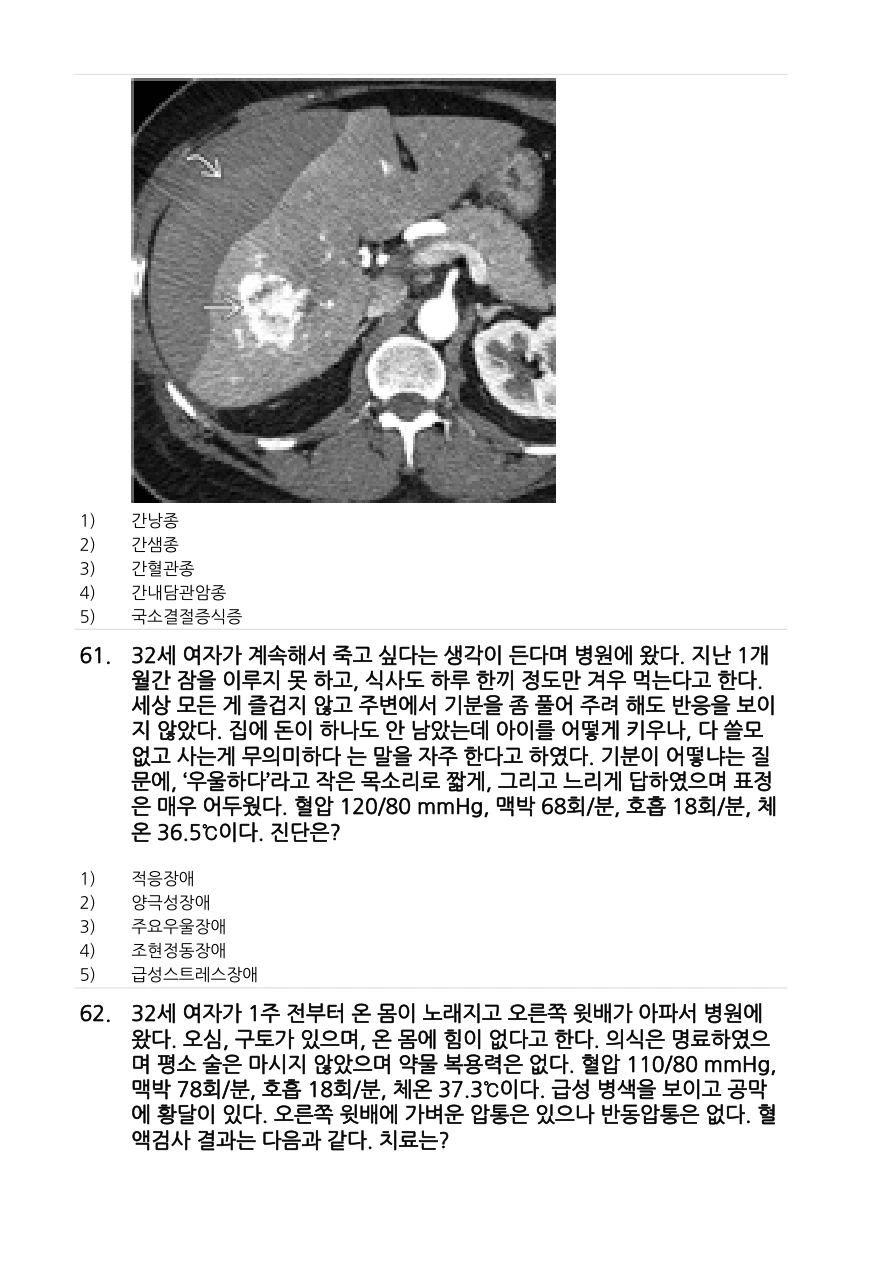 1) 간낭종
2) 간샘종
3) 간혈관종
4) 간내담관암종
5) 국소결절증식증
61. 32세 여자가 계속해서 죽고 싶다는 생각이 든다며 병원에 왔다. 지난 1개
월간 잠을 이루지 못 하고, 식사도 하루 한끼 정도만 겨우 먹는다고 한다.
세상 모든 게 즐겁지 않고 주변에서 기분을 좀 풀어 주려 해도 반응을 보이
지 않았다. 집에 돈이 하나도 안 남았는데 아이를 어떻게 키우나, 다 쓸모
없고 사는게 무의미하다 는 말을 자주 한다고 하였다. 기분이 어떻냐는 질
문에, ‘우울하다’라고 작은 목소리로 짧게, 그리고 느리게 답하였으며 표정
은 매우 어두웠다. 혈압 120/80 mmHg, 맥박 68회/분, 호흡 18회/분, 체
온 36.5℃이다. 진단은?
1) 적응장애
2) 양극성장애
3) 주요우울장애
4) 조현정동장애
5) 급성스트레스장애
62. 32세 여자가 1주 전부터 온 몸이 노래지고 오른쪽 윗배가 아파서 병원에
왔다. 오심, 구토가 있으며, 온 몸에 힘이 없다고 한다. 의식은 명료하였으
며 평소 술은 마시지 않았으며 약물 복용력은 없다. 혈압 110/80 mmHg,
맥박 78회/분, 호흡 18회/분, 체온 37.3℃이다. 급성 병색을 보이고 공막
에 황달이 있다. 오른쪽 윗배에 가벼운 압통은 있으나 반동압통은 없다. 혈
액검사 결과는 다음과 같다. 치료는?